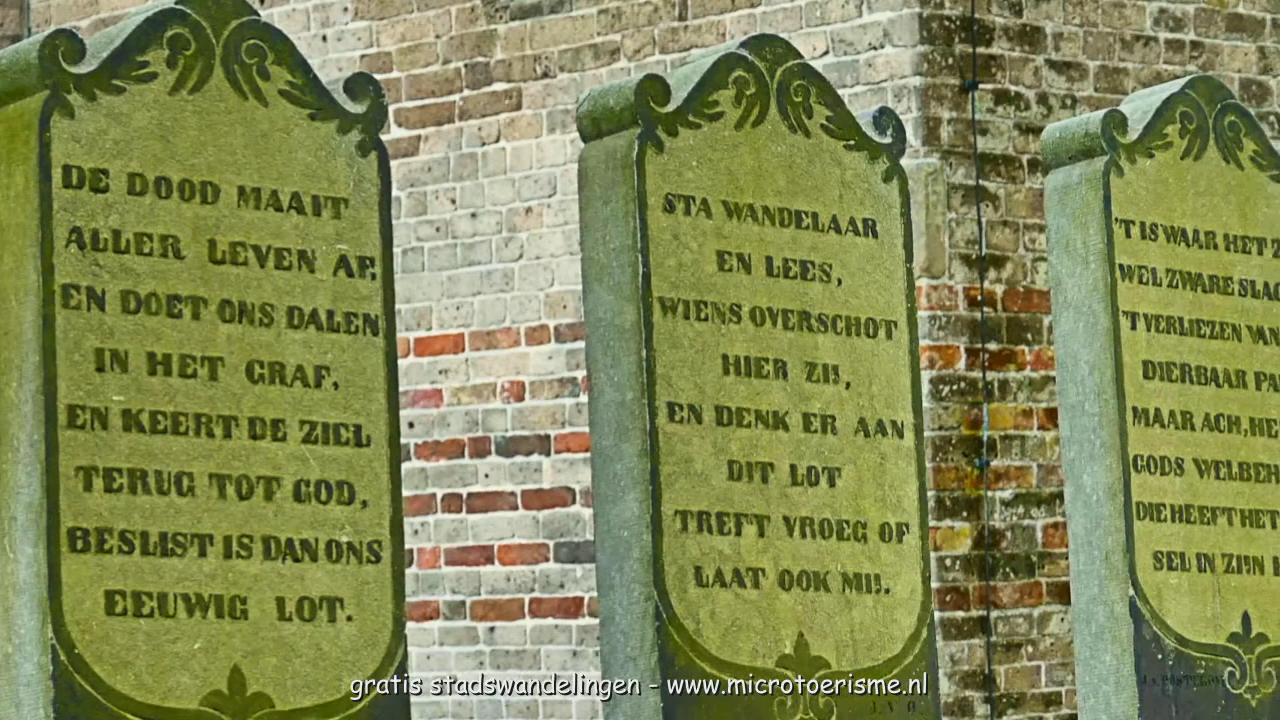 DE DOOD MAAIT
ALLER LEVEN AF,
EN DOET ONS DALEN
IN HET GRAF,
EN KEERT DE ZIEL
TERUG TOT GOD,
BESLIST IS DAN ONS
EEUWIG LOT.
STA WANDELAAR
EN LEES,
WIENS OVERSCHOT
HIER ZIJ,
EN DENK ER AAN
DIT LOT
TREFT VROEG OF
LAAT OOK MIJ.
J. V. O.
'T IS WAAR HET
WEL ZWARE
'T VERLIEZEN VAN
DIERBAAR
MAAR ACH, HE
GODS
DIE HEEFT HET
SEL IN ZIJN
gratis stadswandelingen - www.microtoerisme.nl